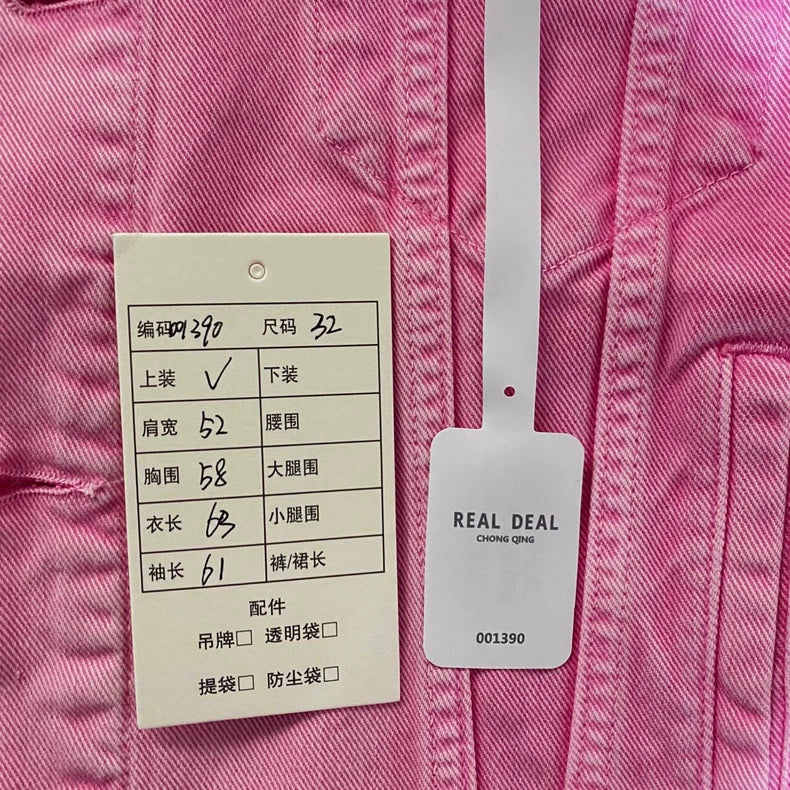 编码001390 尺码 32
上装 ✓ 下装
肩宽 52 腰围
胸围 58 大腿围
衣长 63 小腿围
袖长 61 裤/裙长
配件
吊牌□ 透明袋□
提袋□ 防尘袋□
REAL DEAL
CHONG QING
001390